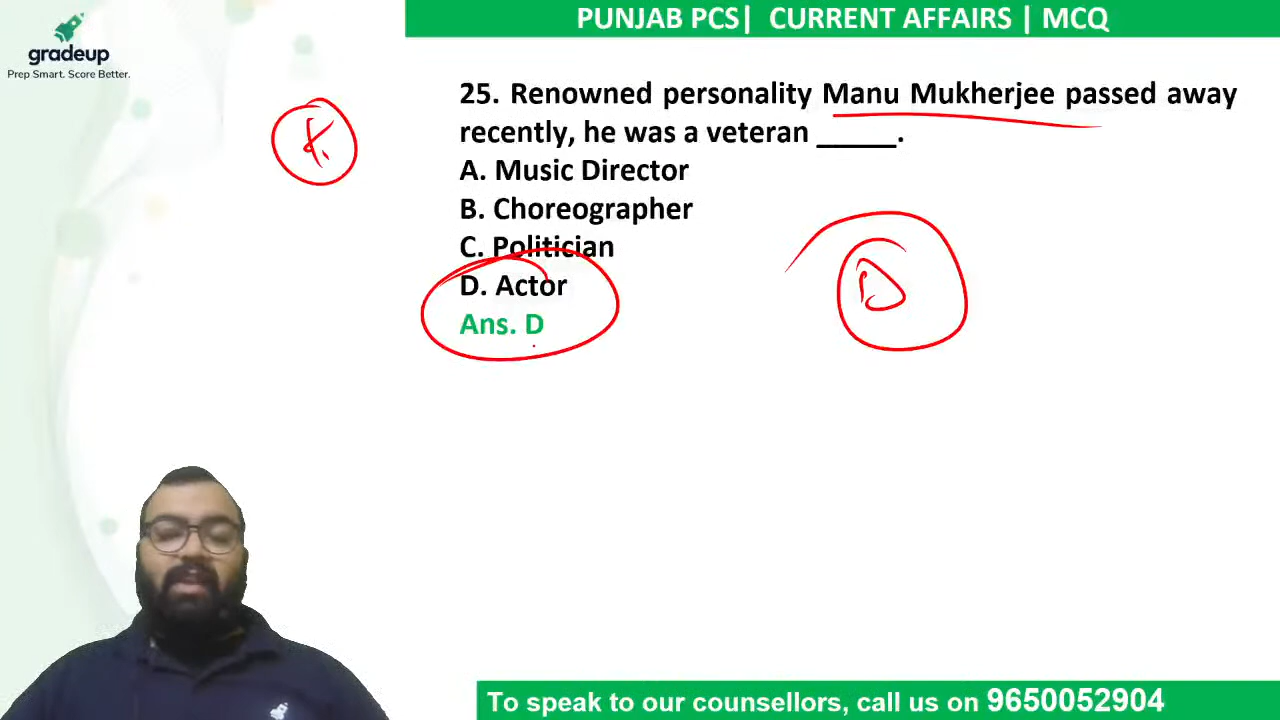 gradeup
Prep Smart. Score Better.
PUNJAB PCS| CURRENT AFFAIRS | MCQ
25. Renowned personality Manu Mukherjee passed away
recently, he was a veteran _____.
A. Music Director
B. Choreographer
C. Politician
D. Actor
Ans. D
D
To speak to our counsellors, call us on 9650052904